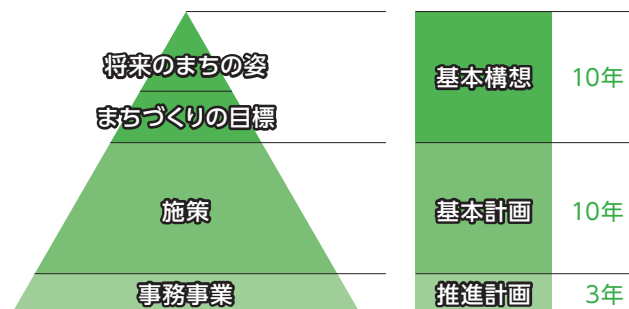 将来のまちの姿
まちづくりの目標
基本構想 10年
施策 基本計画 10年
事務事業 推進計画 3年